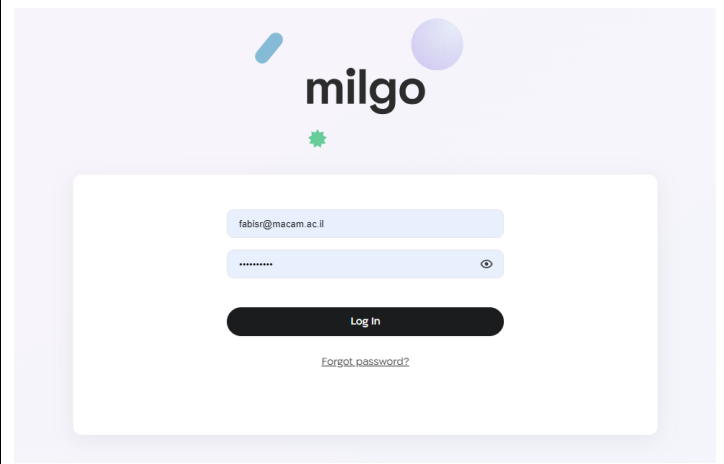 milgo
fabisr@macam.ac.il
••••••••••
Log In
Forgot password?